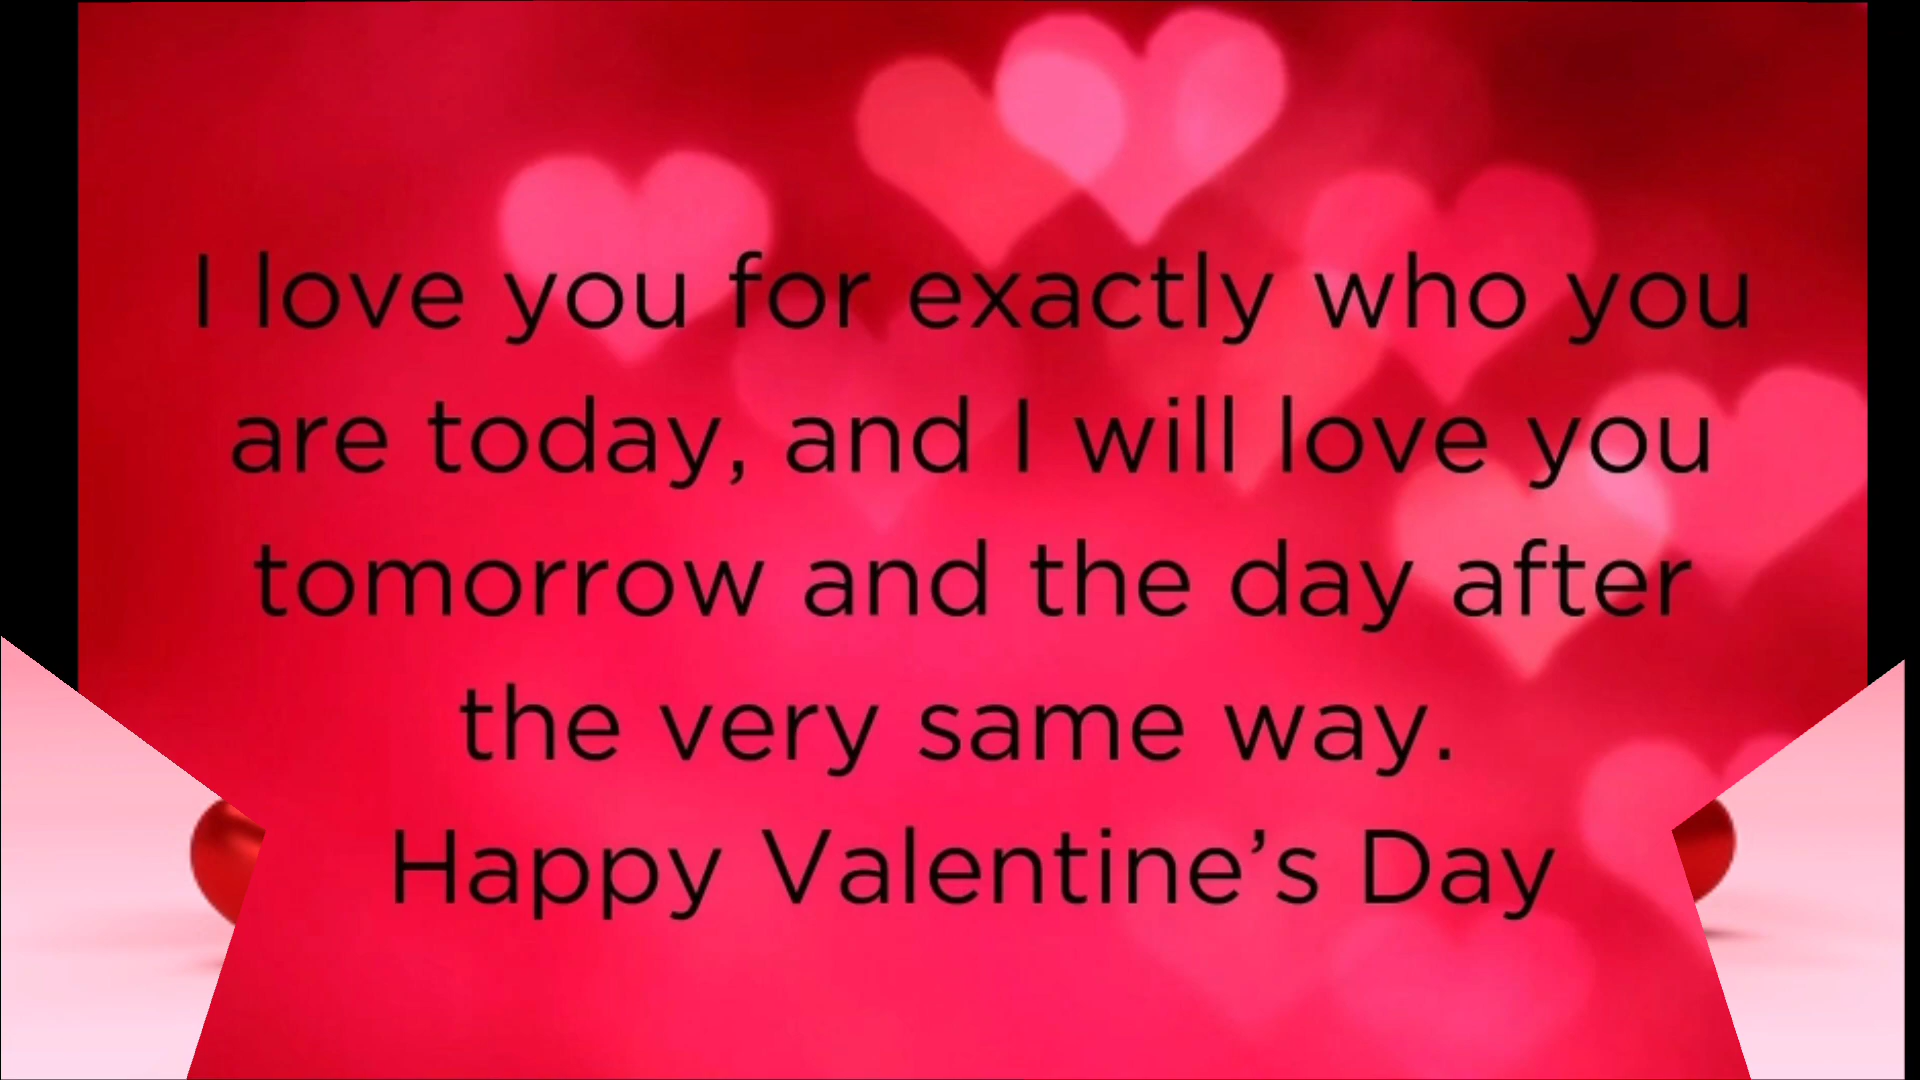 I love you for exactly who you
are today, and I will love you
tomorrow and the day after
the very same way.
Happy Valentine’s Day